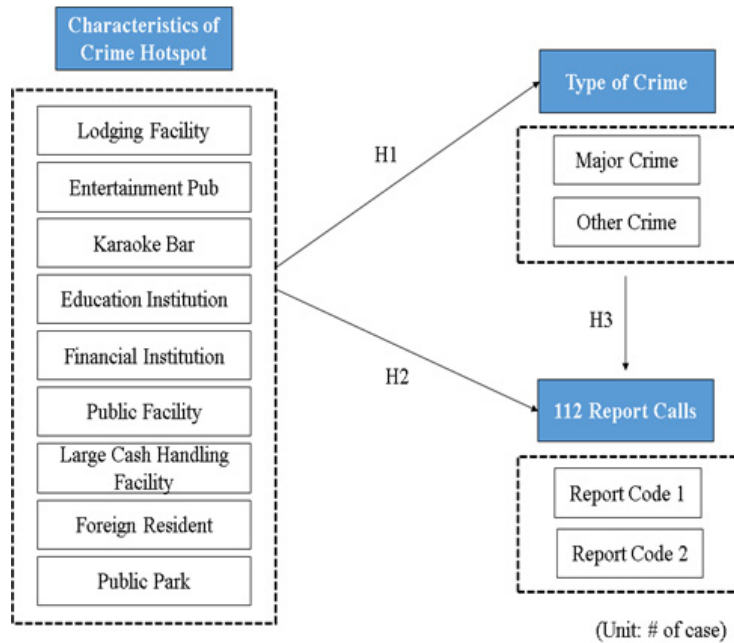 Characteristics of
Crime Hotspot
Lodging Facility
Entertainment Pub
Karaoke Bar
Education Institution
Financial Institution
Public Facility
Large Cash Handling
Facility
Foreign Resident
Public Park
H1
H2
Type of Crime
Major Crime
Other Crime
H3
112 Report Calls
Report Code 1
Report Code 2
(Unit: # of case)